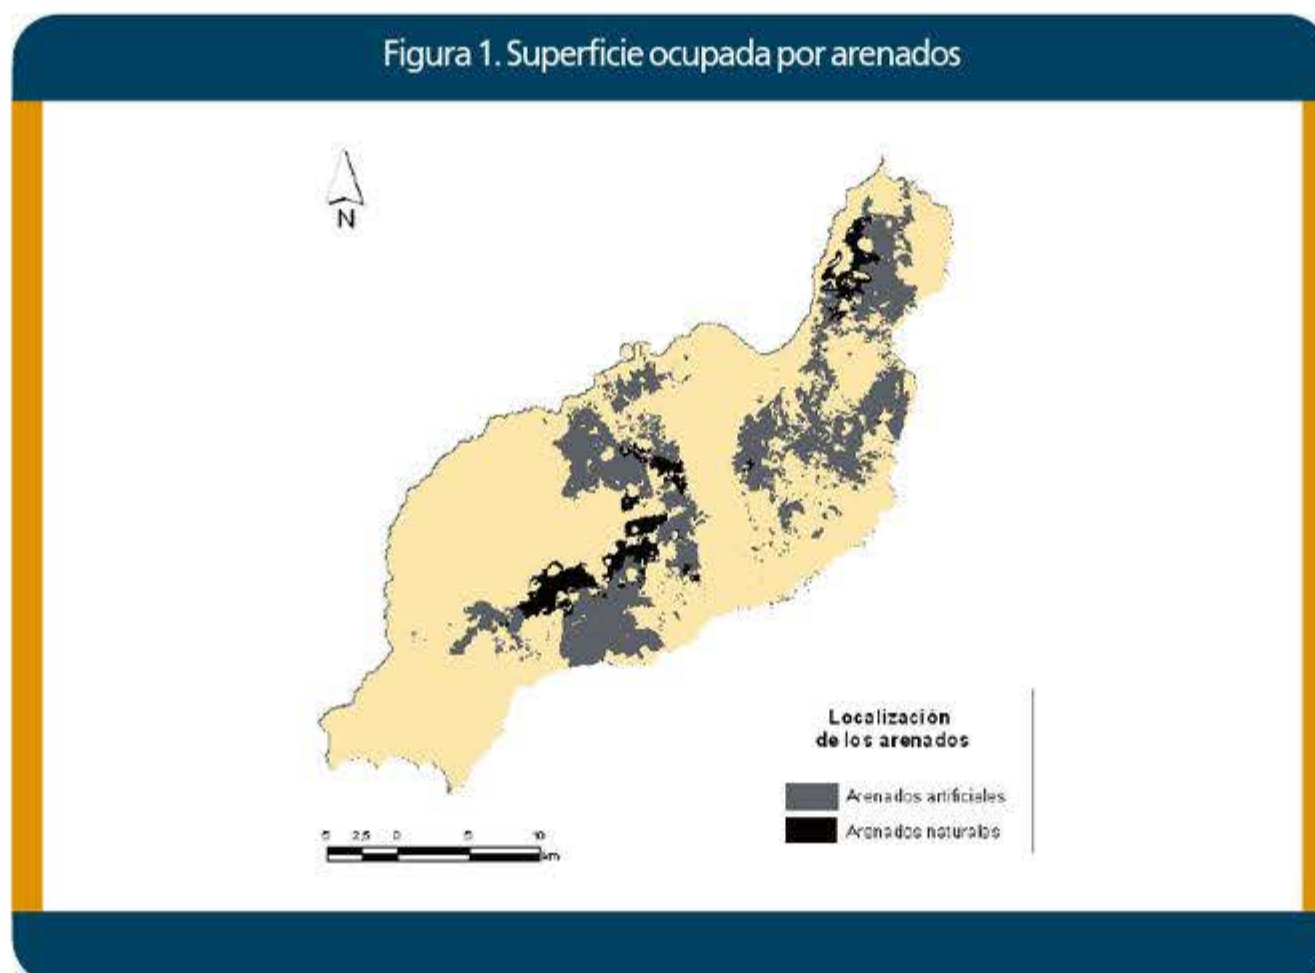 Figura 1. Superficie ocupada por arenados
N
Localización
de los arenados
Arenados artificiales
Arenados naturales
5 2,5 0 5 10
km